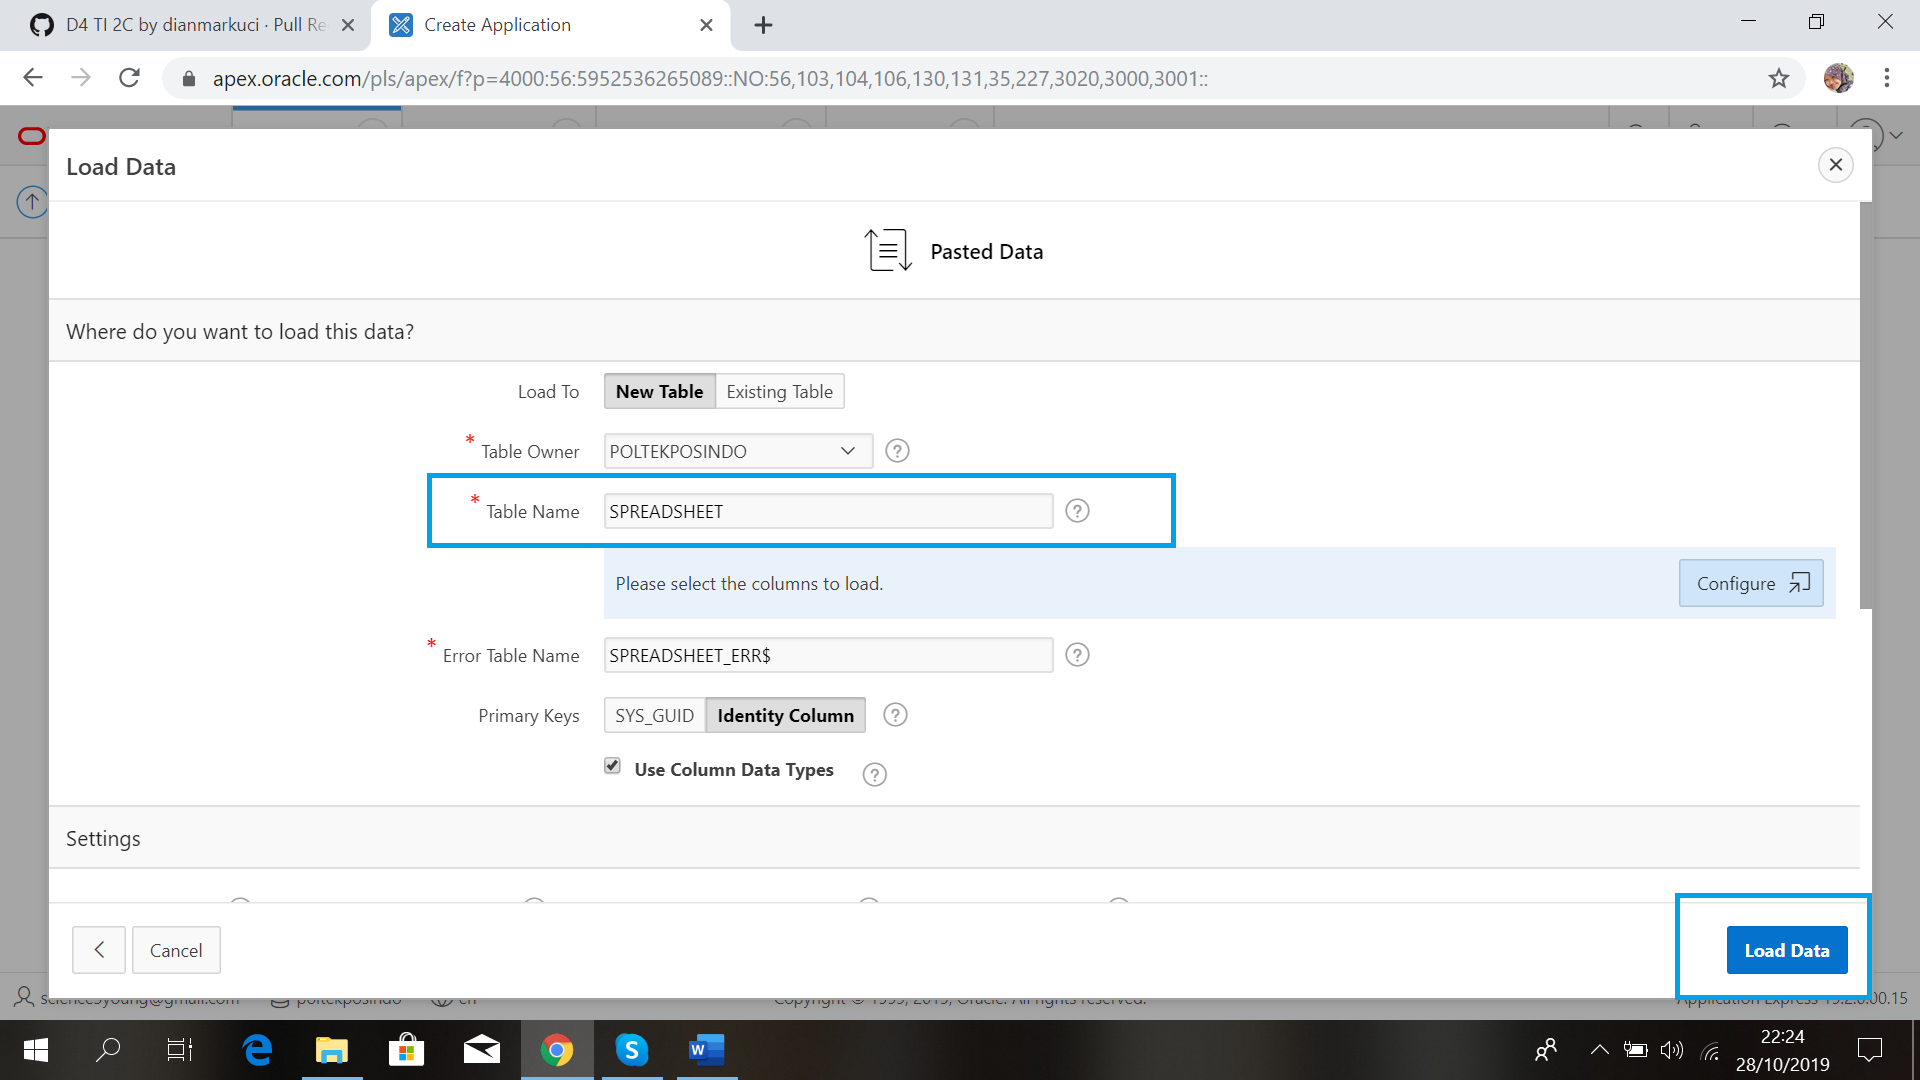 D4 TI 2C by dianmarkuci · Pull Re
Create Application
apex.oracle.com/pls/apex/f?p=4000:56:5952536265089::NO:56,103,104,106,130,131,35,227,3020,3000,3001::
Load Data
Pasted Data
Where do you want to load this data?
Load To
New Table
Existing Table
* Table Owner
POLTEKPOSINDO
* Table Name
SPREADSHEET
Please select the columns to load.
Configure
* Error Table Name
SPREADSHEET_ERR$
Primary Keys
SYS_GUID
Identity Column
Use Column Data Types
Settings
Cancel
Load Data
science5young@gmail.com
poltekposindo
en
Copyright © 1999, 2019, Oracle. All rights reserved.
Application Express 19.2.0.00.15
22:24
28/10/2019